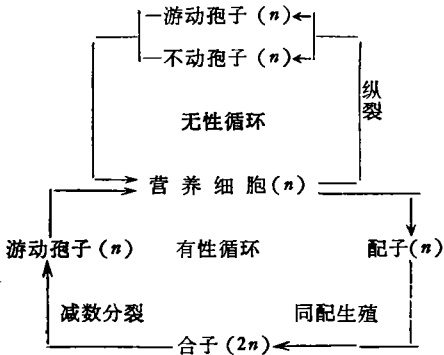 游动孢子(n)
不动孢子(n)
纵裂
无性循环
营养细胞(n)
游动孢子(n)
有性循环
配子(n)
减数分裂
同配生殖
合子(2n)